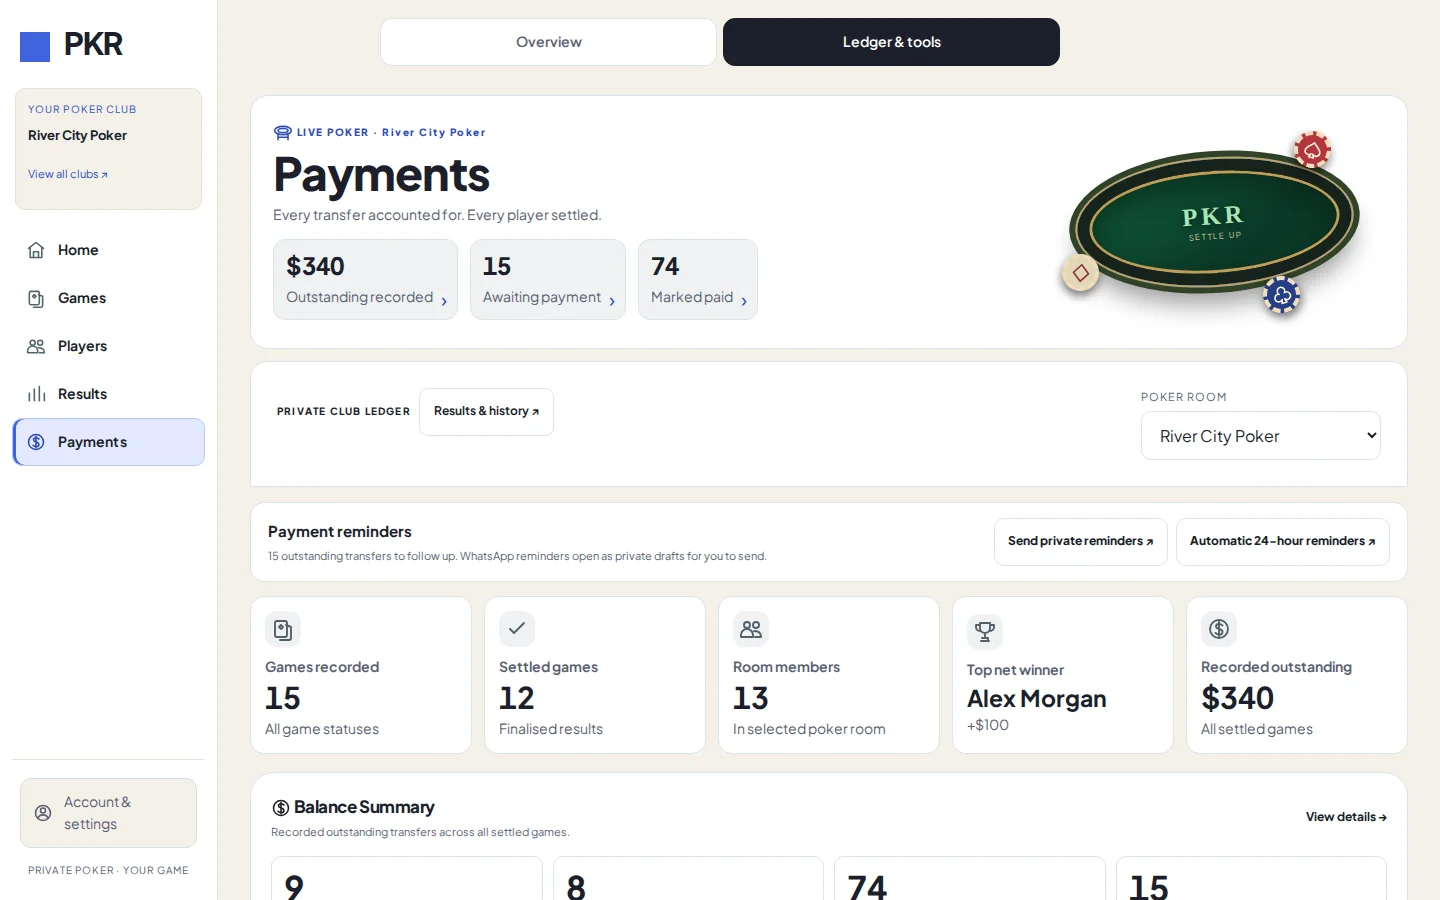 PKR
YOUR POKER CLUB
River City Poker
View all clubs ↗
Home
Games
Players
Results
Payments
Account &
settings
PRIVATE POKER · YOUR GAME
Overview
Ledger & tools
LIVE POKER · River City Poker
Payments
Every transfer accounted for. Every player settled.
$340
Outstanding recorded ›
15
Awaiting payment ›
74
Marked paid ›
PKR
SETTLE UP
PRIVATE CLUB LEDGER
Results & history ↗
POKER ROOM
River City Poker
Payment reminders
15 outstanding transfers to follow up. WhatsApp reminders open as private drafts for you to send.
Send private reminders ↗
Automatic 24-hour reminders ↗
Games recorded
15
All game statuses
Settled games
12
Finalised results
Room members
13
In selected poker room
Top net winner
Alex Morgan
+$100
Recorded outstanding
$340
All settled games
Balance Summary
Recorded outstanding transfers across all settled games.
View details →
9
8
74
15